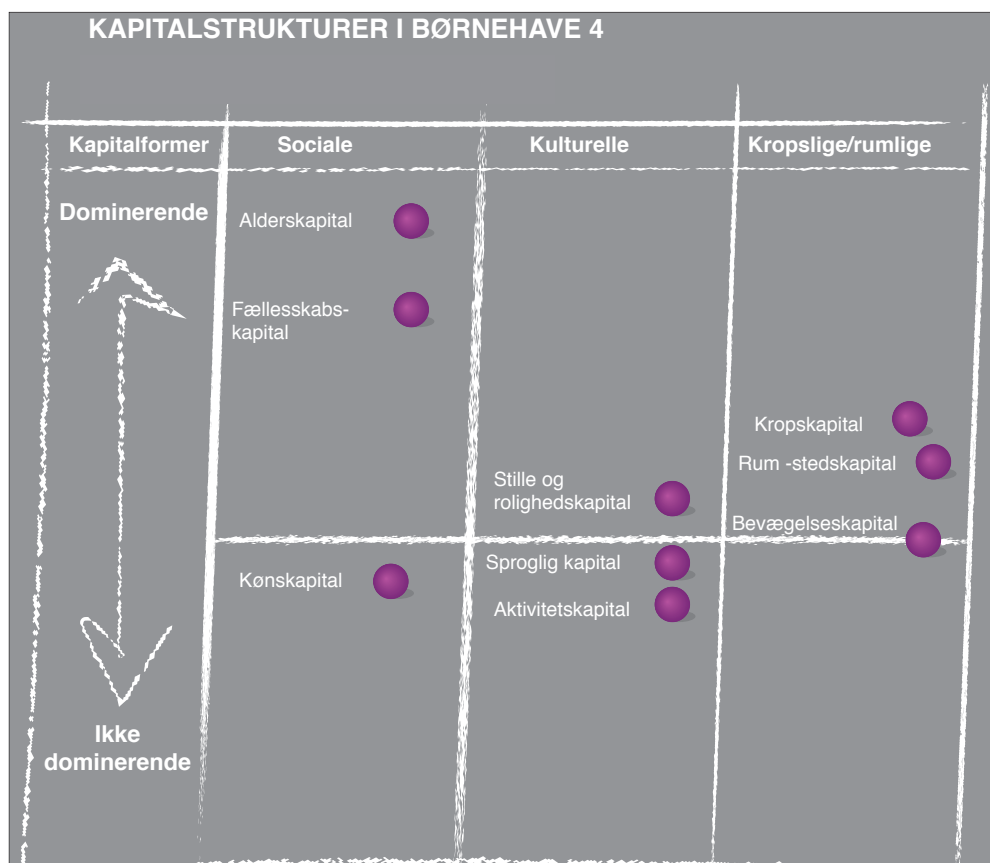 KAPITALSTRUKTURER I BØRNEHAVE 4
Kapitalformer
Sociale
Kulturelle
Kropslige/rumlige
Dominerende
Alderskapital
Fællesskabs-
kapital
Kropskapital
Rum -stedskapital
Stille og
rolighedskapital
Bevægelseskapital
Sproglig kapital
Kønskapital
Aktivitetskapital
Ikke
dominerende